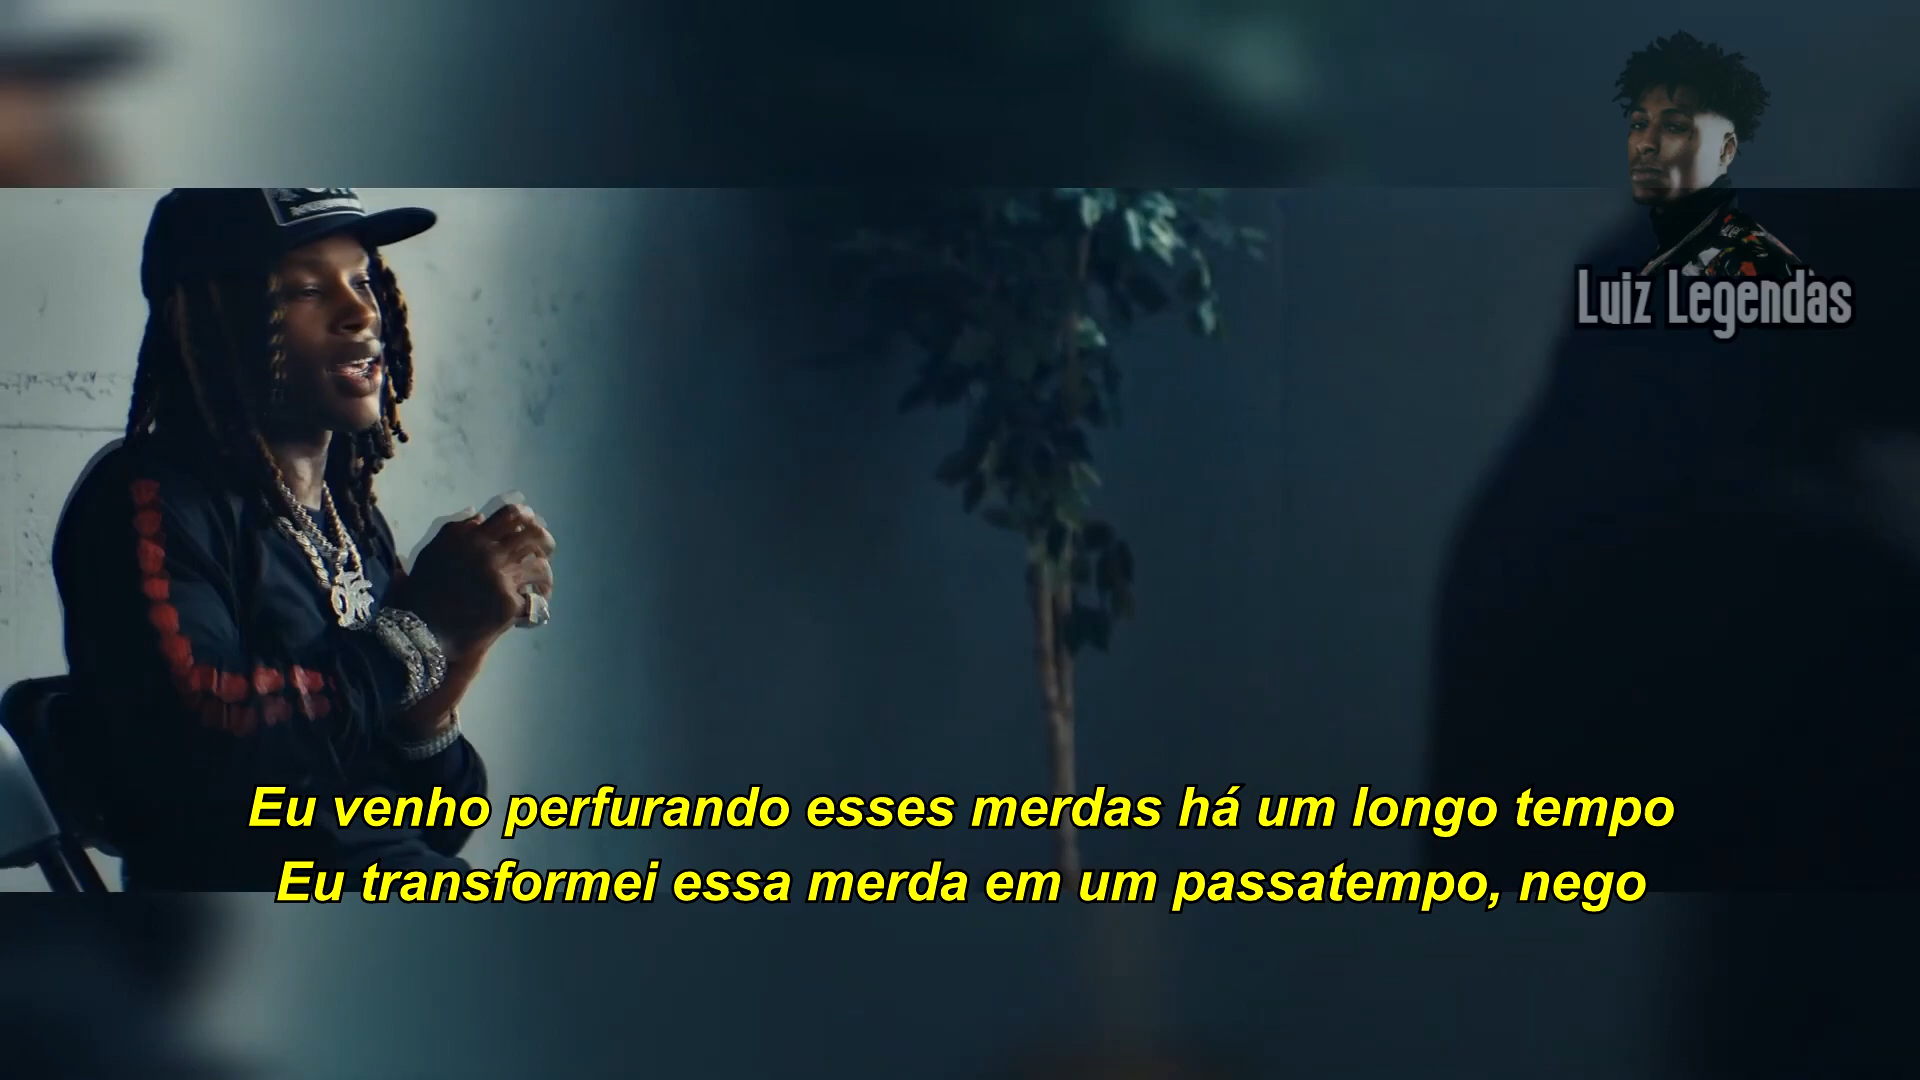 Luiz Legendas
Eu venho perfurando esses merdas há um longo tempo
Eu transformei essa merda em um passatempo, nego